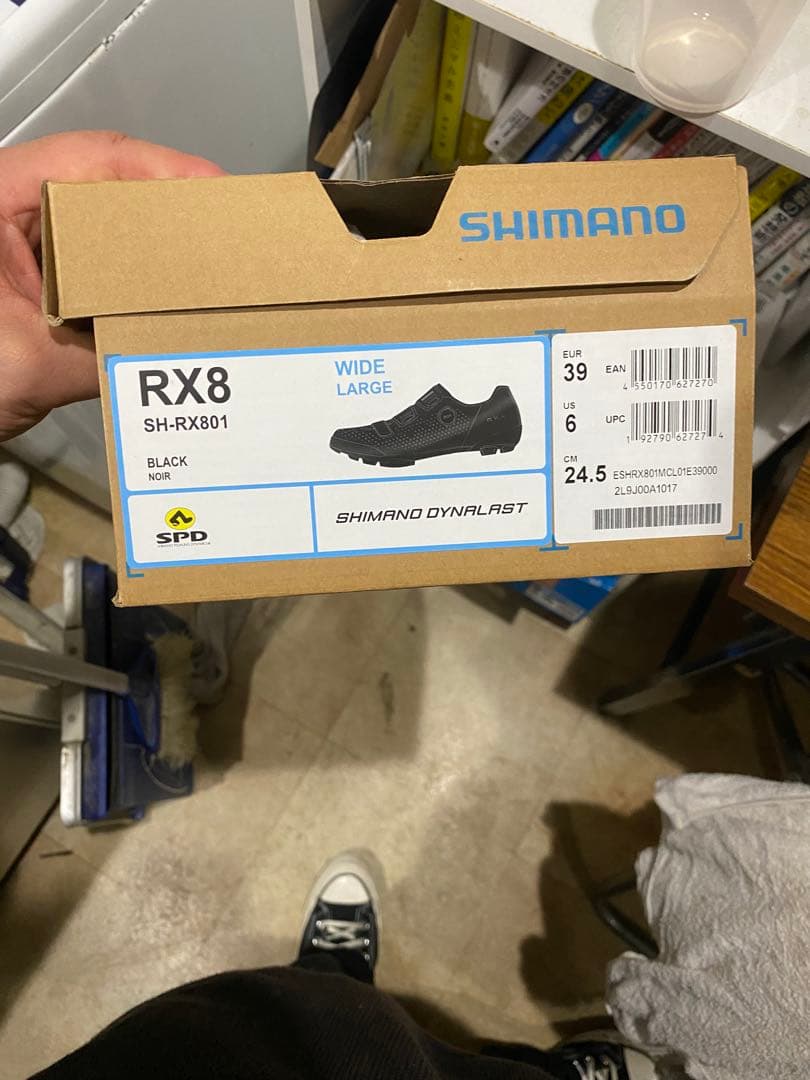 SHIMANO
RX8
SH-RX801
WIDE
LARGE
BLACK
NOIR
SPD
SHIMANO DYNALAST
EUR
39
EAN
4 550170 627270
US
6
UPC
1 92790 62727 4
CM
24.5
ESHRX801MCL01E39000
2L9J00A1017